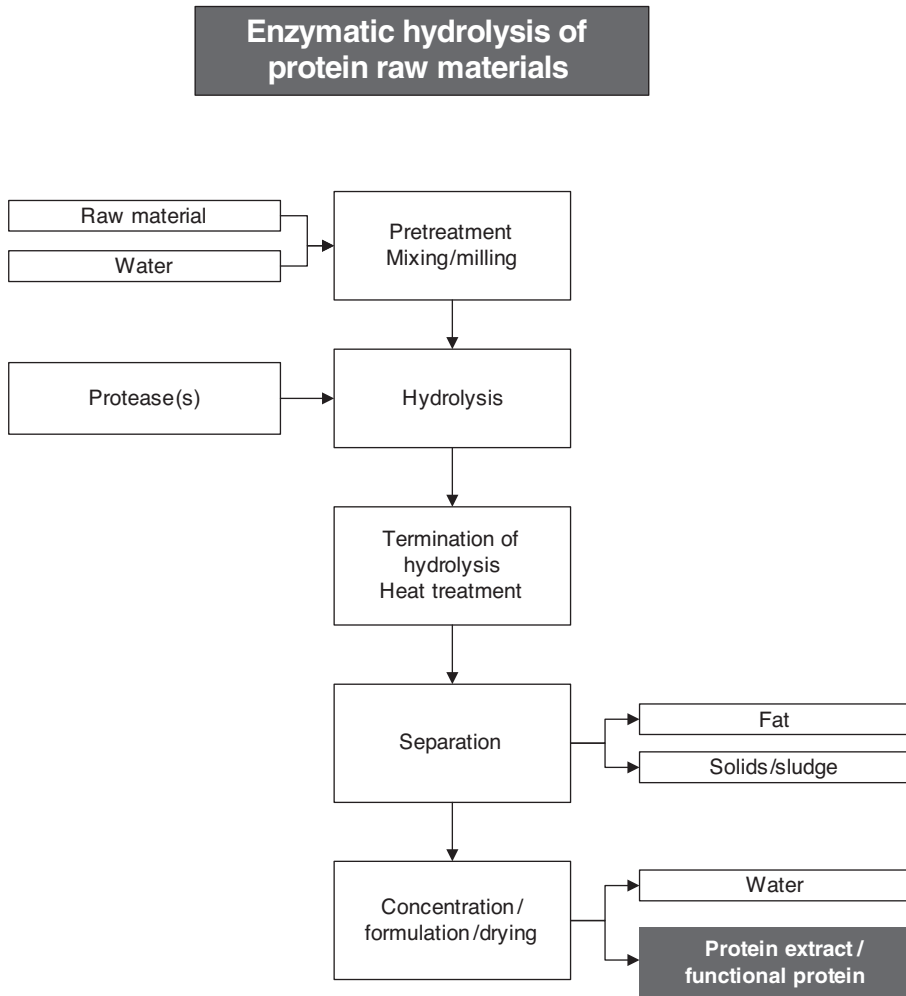 Enzymatic hydrolysis of
protein raw materials
Raw material
Water
Pretreatment
Mixing/milling
Protease(s)
Hydrolysis
Termination of
hydrolysis
Heat treatment
Separation
Fat
Solids/sludge
Concentration/
formulation/drying
Water
Protein extract/
functional protein